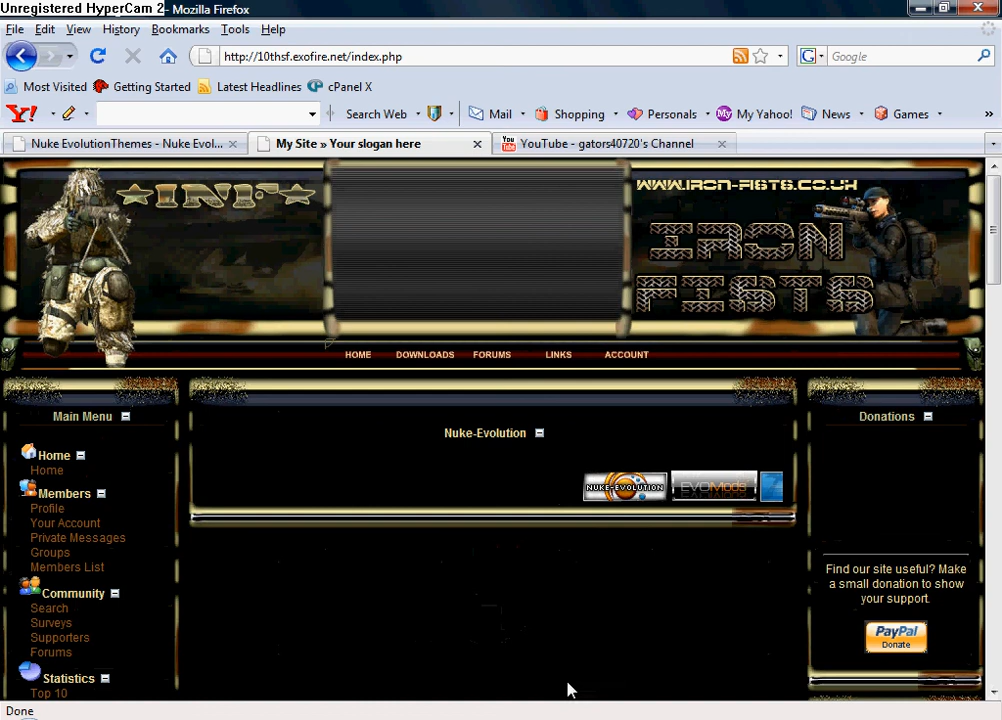 Unregistered HyperCam 2 - Mozilla Firefox
File Edit View History Bookmarks Tools Help
http://10thsf.exofire.net/index.php
Google
Most Visited Getting Started Latest Headlines cPanel X
Y! Search Web Mail Shopping Personals My Yahoo! News Games »
Nuke EvolutionThemes - Nuke Evol... My Site » Your slogan here YouTube - gators40720's Channel
INF
WWW.IRON-FISTS.CO.UK
IRON
FISTS
HOME DOWNLOADS FORUMS LINKS ACCOUNT
Main Menu
Nuke-Evolution
Donations
Home
Home
Members
Profile
Your Account
Private Messages
Groups
Members List
Community
Search
Surveys
Supporters
Forums
Statistics
Top 10
NUKE-EVOLUTION EVOMods
Find our site useful? Make
a small donation to show
your support.
PayPal
Donate
Done